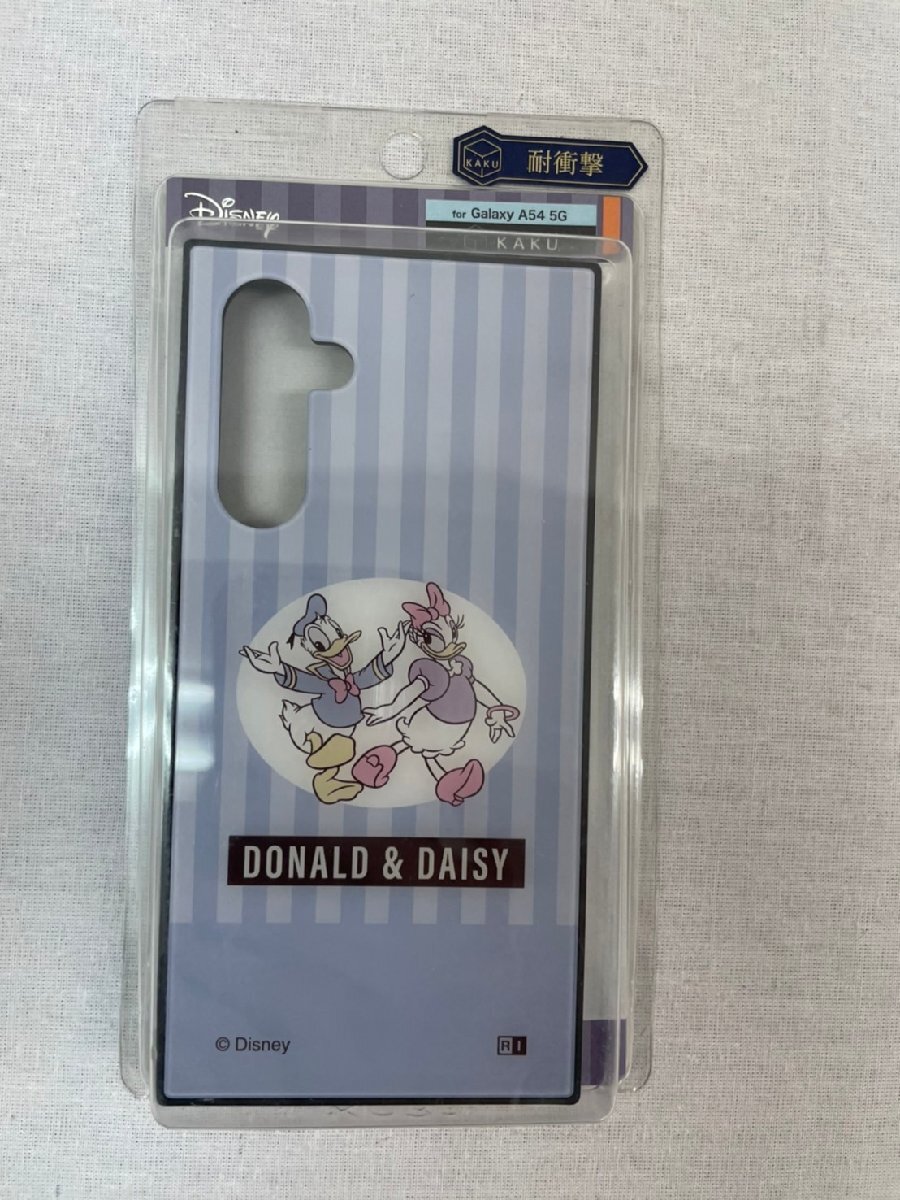 KAKU
耐衝撃
Disney
for Galaxy A54 5G
KAKU
DONALD & DAISY
© Disney
RI